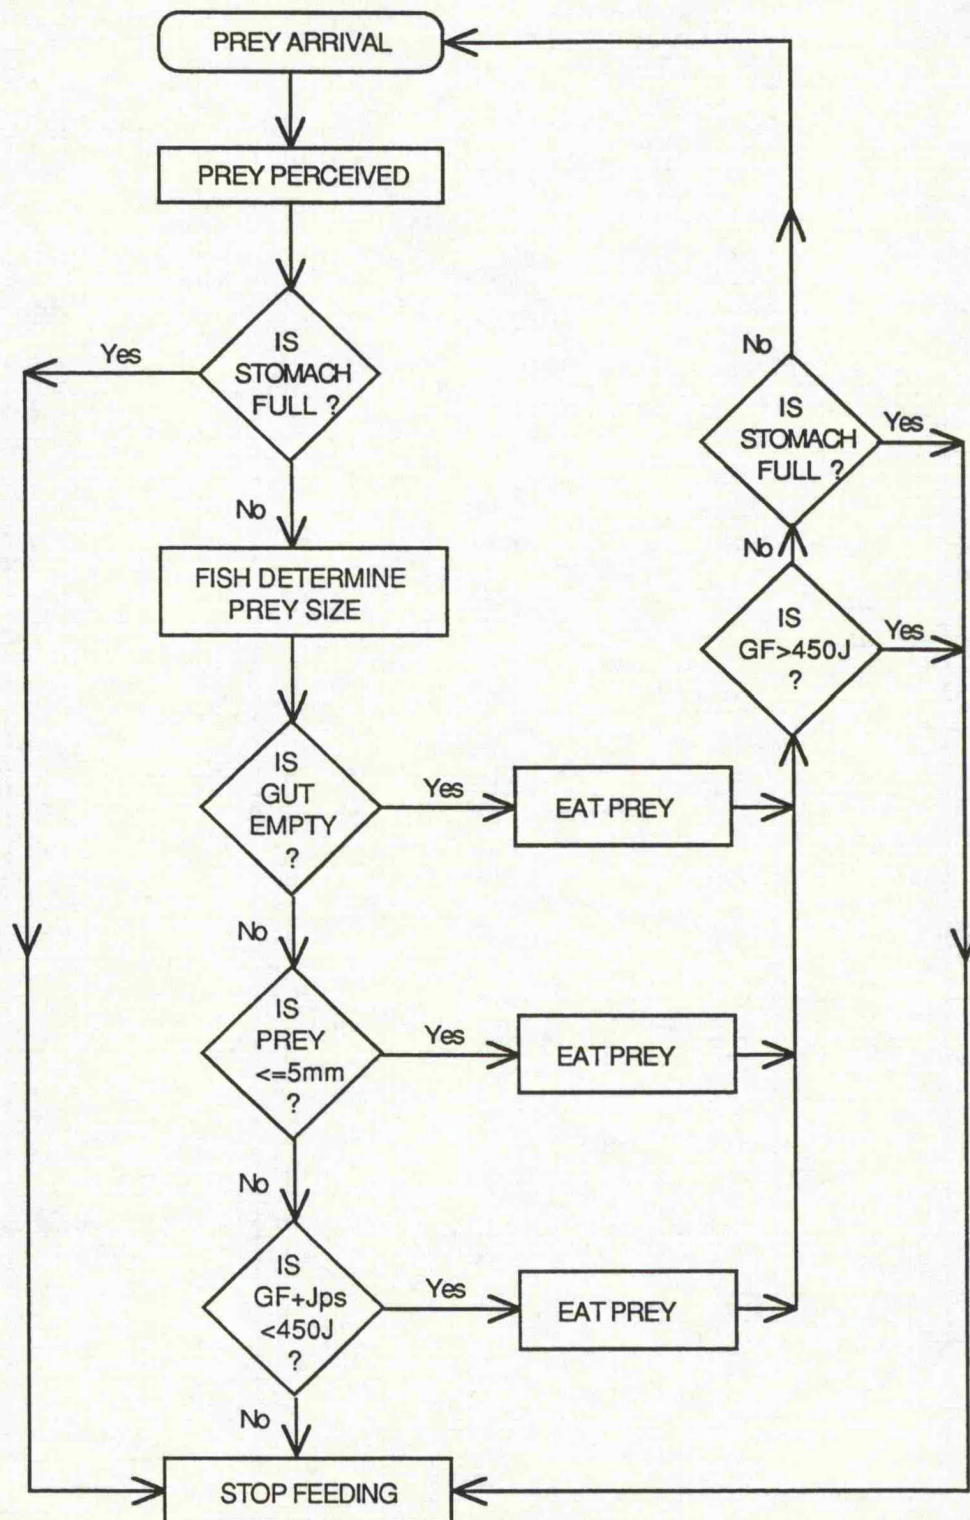 PREY ARRIVAL
PREY PERCEIVED
IS
STOMACH
FULL ?
Yes
No
FISH DETERMINE
PREY SIZE
IS
GUT
EMPTY
?
Yes
EAT PREY
No
IS
PREY
<=5mm
?
Yes
EAT PREY
No
IS
GF+Jps
<450J
?
Yes
EAT PREY
No
STOP FEEDING
IS
GF>450J
?
Yes
No
IS
STOMACH
FULL ?
Yes
No